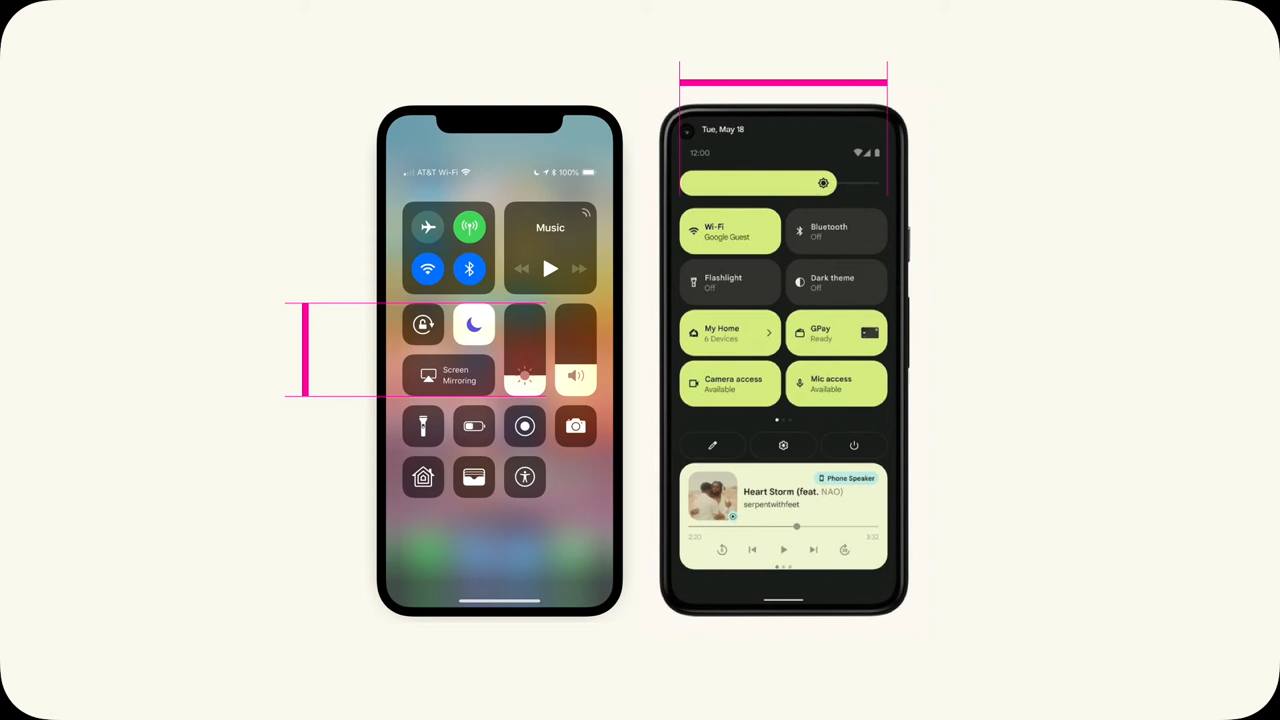 AT&T Wi-Fi 100%
Music
Screen
Mirroring
Tue, May 18
12:00
Wi-Fi
Google Guest
Bluetooth
Off
Flashlight
Off
Dark theme
Off
My Home
6 Devices
GPay
Ready
Camera access
Available
Mic access
Available
Phone Speaker
Heart Storm (feat. NAO)
serpentwithfeet
2:20
3:32